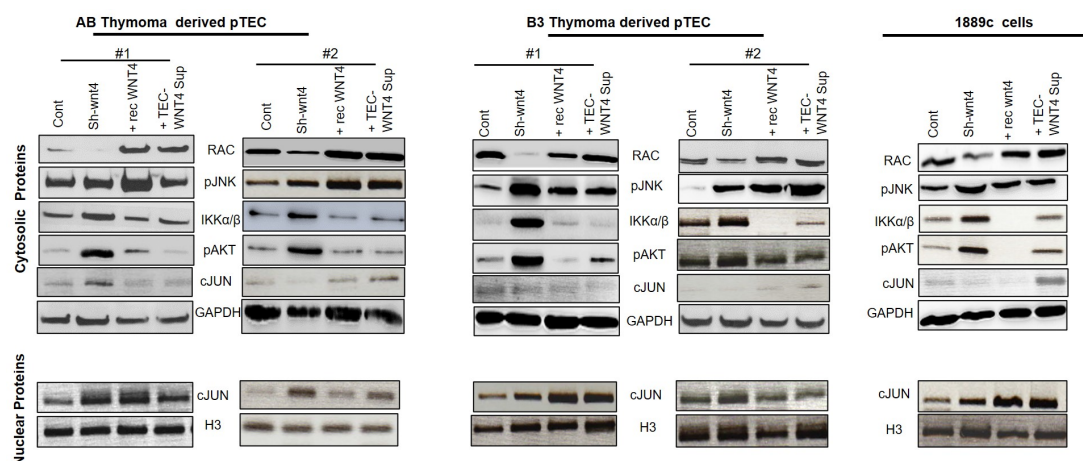 AB Thymoma derived pTEC
B3 Thymoma derived pTEC
1889c cells
#1
#2
#1
#2
Cont
Sh-wnt4
+ rec WNT4
+ TEC-
WNT4 Sup
Cont
Sh-wnt4
+ rec WNT4
+ TEC-
WNT4 Sup
Cont
Sh-wnt4
+ rec WNT4
+ TEC-
WNT4 Sup
Cont
Sh-wnt4
+ rec WNT4
+ TEC-
WNT4 Sup
Cont
Sh-wnt4
+ rec wnt4
+ TEC-
WNT4 Sup
Cytosolic Proteins
RAC
pJNK
IKKα/β
pAKT
cJUN
GAPDH
RAC
pJNK
IKKα/β
pAKT
cJUN
GAPDH
RAC
pJNK
IKKα/β
pAKT
cJUN
GAPDH
Nuclear Proteins
cJUN
H3
cJUN
H3
cJUN
H3